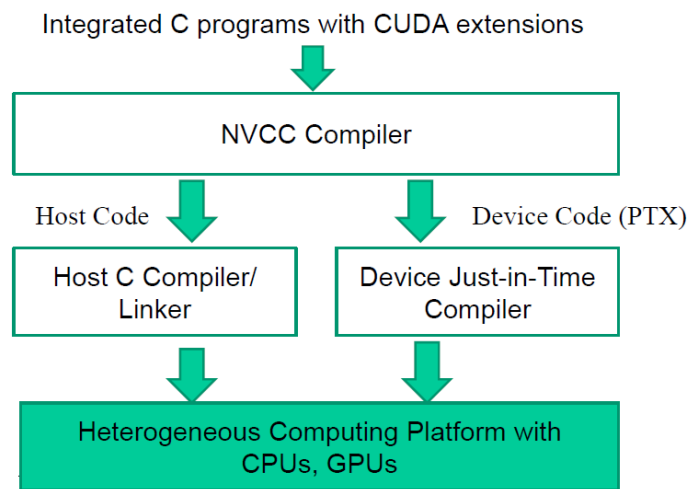 Integrated C programs with CUDA extensions
NVCC Compiler
Host Code
Device Code (PTX)
Host C Compiler/
Linker
Device Just-in-Time
Compiler
Heterogeneous Computing Platform with
CPUs, GPUs